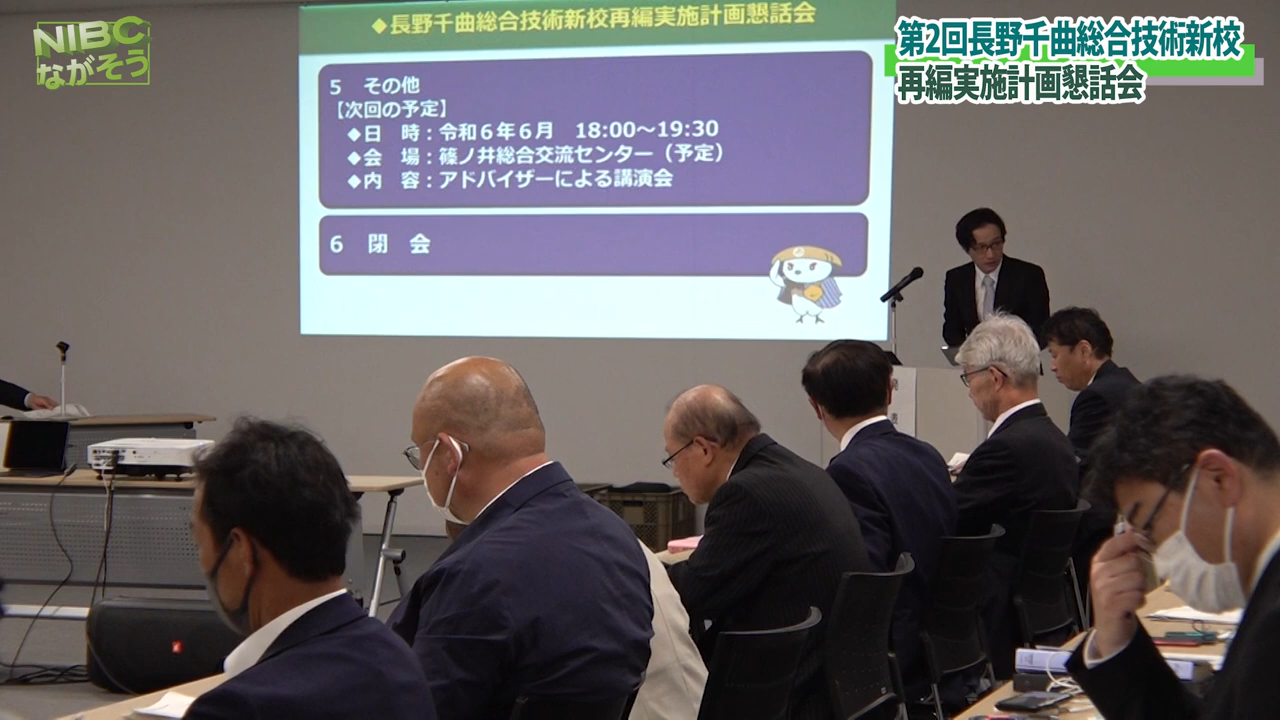 NIBC
ながそう
第2回長野千曲総合技術新校
再編実施計画懇話会
◆長野千曲総合技術新校再編実施計画懇話会
5 その他
【次回の予定】
◆日 時：令和６年６月 18:00～19:30
◆会 場：篠ノ井総合交流センター（予定）
◆内 容：アドバイザーによる講演会
6 閉 会